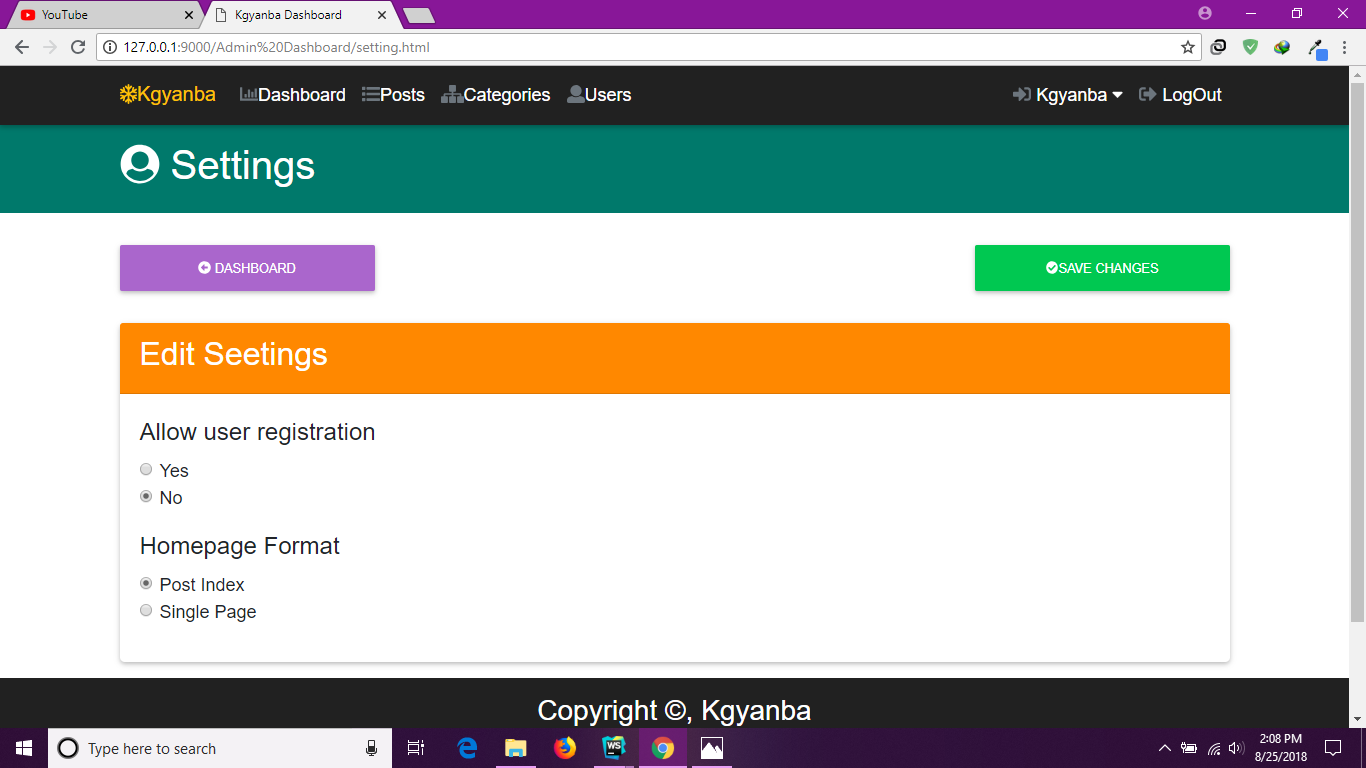 YouTube
Kgyanba Dashboard
127.0.0.1:9000/Admin%20Dashboard/setting.html
Kgyanba Dashboard Posts Categories Users Kgyanba LogOut
Settings
DASHBOARD
SAVE CHANGES
Edit Seetings
Allow user registration
Yes
No
Homepage Format
Post Index
Single Page
Copyright ©, Kgyanba
Type here to search
WS
2:08 PM
8/25/2018